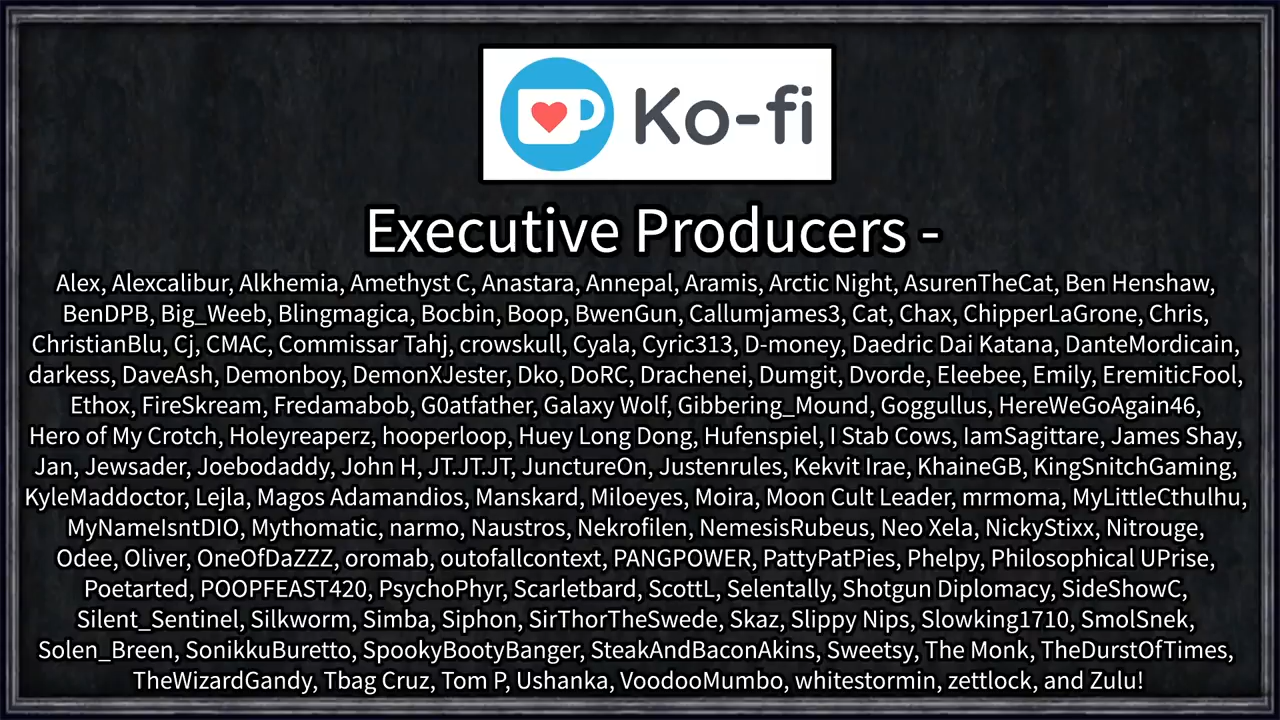 Ko-fi
Executive Producers -
Alex, Alexcalibur, Alkhemia, Amethyst C, Anastara, Annepal, Aramis, Arctic Night, AsurenTheCat, Ben Henshaw,
BenDPB, Big_Weeb, Blingmagica, Bocbin, Boop, BwenGun, Callumjames3, Cat, Chax, ChipperLaGrone, Chris,
ChristianBlu, Cj, CMAC, Commissar Tahj, crowskull, Cyala, Cyric313, D-money, Daedric Dai Katana, DanteMordicain,
darkess, DaveAsh, Demonboy, DemonXJester, Dko, DoRC, Drachenei, Dumgit, Dvorde, Eleebee, Emily, EremiticFool,
Ethox, FireSkream, Fredamabob, G0atfather, Galaxy Wolf, Gibbering_Mound, Goggullus, HereWeGoAgain46,
Hero of My Crotch, Holeyreaperz, hooperloop, Huey Long Dong, Hufenspiel, I Stab Cows, IamSagittare, James Shay,
Jan, Jewsader, Joebodaddy, John H, JT.JT.JT, JunctureOn, Justenrules, Kekvit Irae, KhaineGB, KingSnitchGaming,
KyleMaddoctor, Lejla, Magos Adamandios, Manskard, Miloeyes, Moira, Moon Cult Leader, mrmoma, MyLittleCthulhu,
MyNameIsntDIO, Mythomatic, narmo, Naustros, Nekrofilen, NemesisRubeus, Neo Xela, NickyStixx, Nitrouge,
Odee, Oliver, OneOfDaZZZ, oromab, outofallcontext, PANGPOWER, PattyPatPies, Phelpy, Philosophical UPrise,
Poetarted, POOPFEAST420, PsychoPhyr, Scarletbard, ScottL, Selentally, Shotgun Diplomacy, SideShowC,
Silent_Sentinel, Silkworm, Simba, Siphon, SirThorTheSwede, Skaz, Slippy Nips, Slowking1710, SmolSnek,
Solen_Breen, SonikkuBuretto, SpookyBootyBanger, SteakAndBaconAkins, Sweetsy, The Monk, TheDurstOfTimes,
TheWizardGandy, Tbag Cruz, Tom P, Ushanka, VoodooMumbo, whitestormin, zettlock, and Zulu!